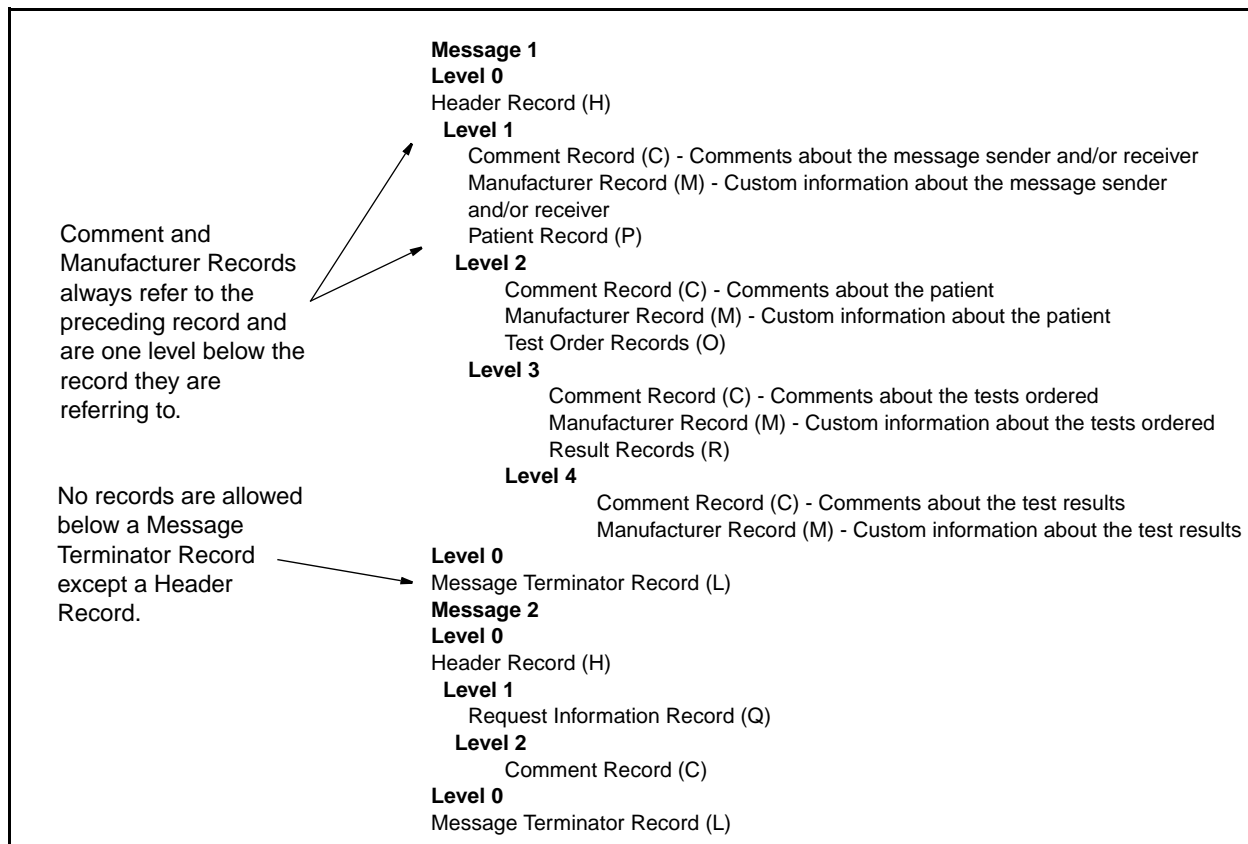 Message 1
Level 0
Header Record (H)
Level 1
Comment Record (C) - Comments about the message sender and/or receiver
Manufacturer Record (M) - Custom information about the message sender
and/or receiver
Patient Record (P)
Level 2
Comment Record (C) - Comments about the patient
Manufacturer Record (M) - Custom information about the patient
Test Order Records (O)
Level 3
Comment Record (C) - Comments about the tests ordered
Manufacturer Record (M) - Custom information about the tests ordered
Result Records (R)
Level 4
Comment Record (C) - Comments about the test results
Manufacturer Record (M) - Custom information about the test results
Level 0
Message Terminator Record (L)
Message 2
Level 0
Header Record (H)
Level 1
Request Information Record (Q)
Level 2
Comment Record (C)
Level 0
Message Terminator Record (L)
Comment and
Manufacturer Records
always refer to the
preceding record and
are one level below the
record they are
referring to.
No records are allowed
below a Message
Terminator Record
except a Header
Record.